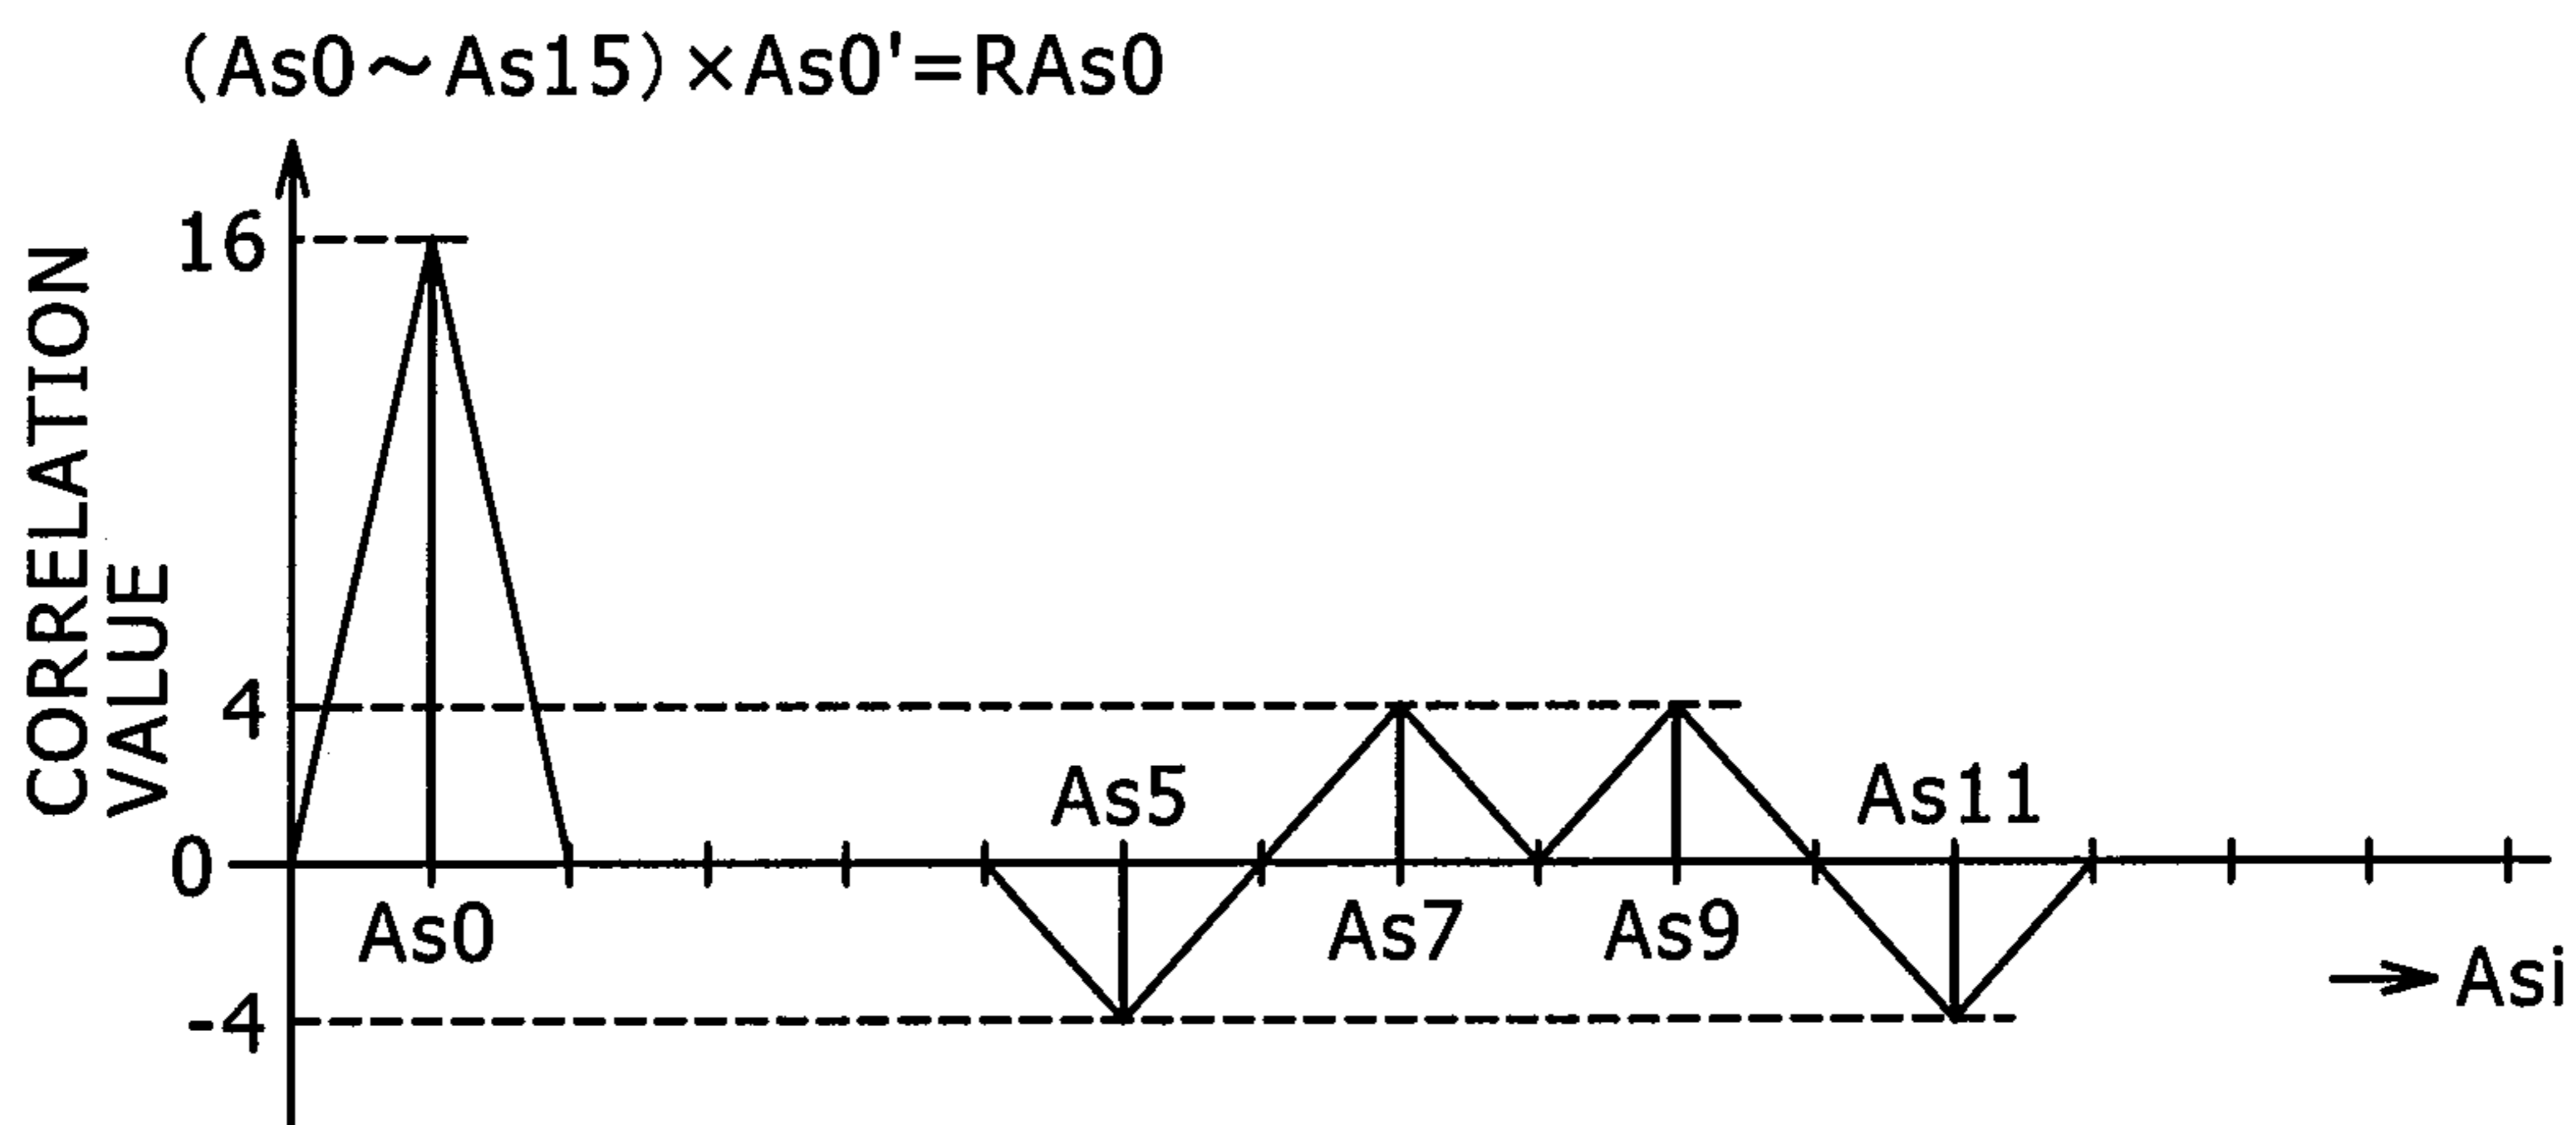 (As0~As15)×As0'=RAs0
CORRELATION
VALUE
16
4
0
-4
As0
As5
As7
As9
As11
→Asi